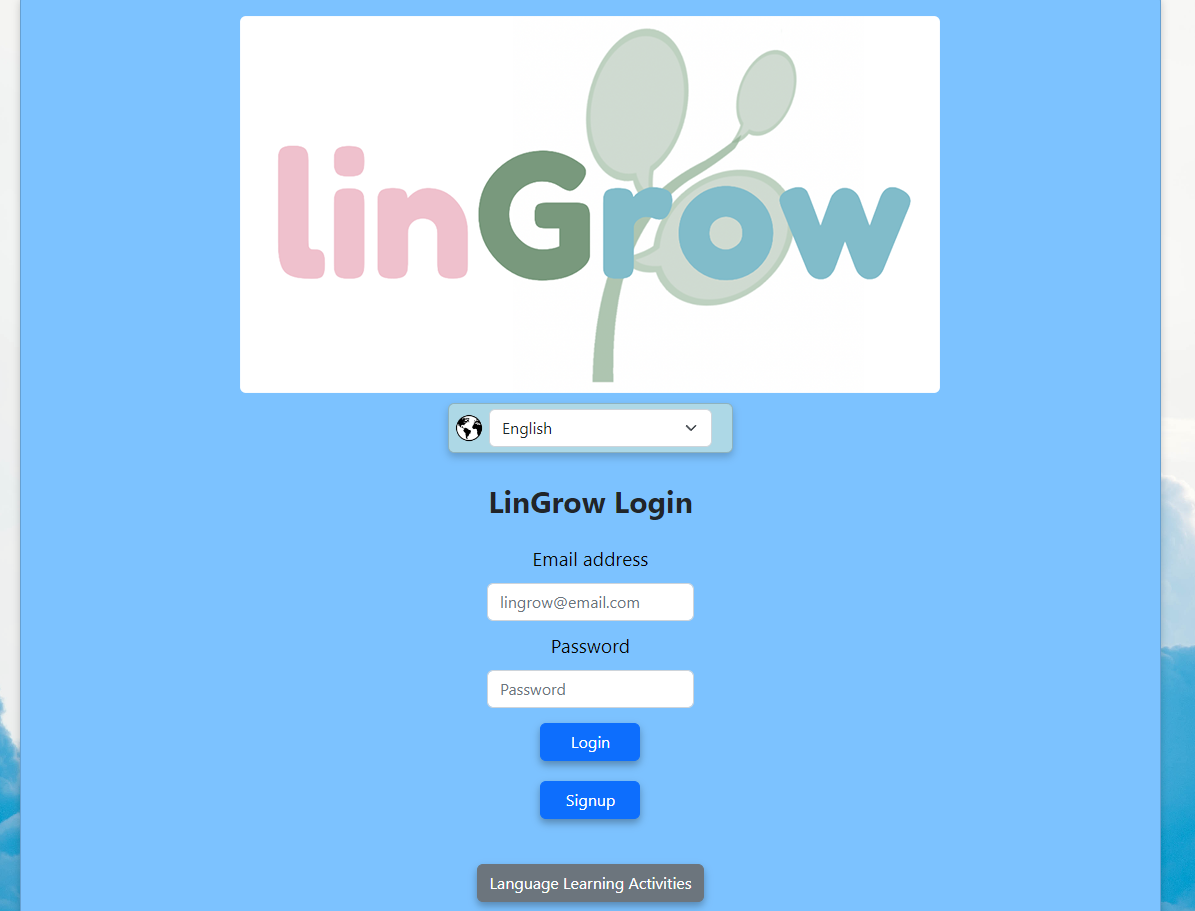 linGrow
English
LinGrow Login
Email address
lingrow@email.com
Password
Password
Login
Signup
Language Learning Activities